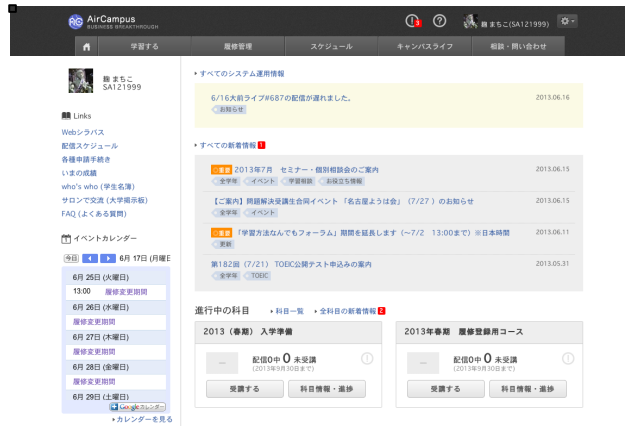 AirCampus
BUSINESS BREAKTHROUGH
3
麹 まちこ(SA121999)
学習する
履修管理
スケジュール
キャンパスライフ
相談・問い合わせ
麹 まちこ
SA121999
Links
Webシラバス
配信スケジュール
各種申請手続き
いまの成績
who's who (学生名簿)
サロンで交流 (大学掲示板)
FAQ (よくある質問)
イベントカレンダー
今日 6月 17日 (月曜E
6月 25日 (火曜日)
13:00 履修変更期間
6月 26日 (水曜日)
履修変更期間
6月 27日 (木曜日)
履修変更期間
6月 28日 (金曜日)
履修変更期間
6月 29日 (土曜日)
Googleカレンダー
カレンダーを見る
すべてのシステム運用情報
6/16大前ライブ#687の配信が遅れました。 2013.06.16
お知らせ
すべての新着情報 1
重要 2013年7月 セミナー・個別相談会のご案内 2013.06.15
全学年 イベント 学習相談 お役立ち情報
【ご案内】問題解決受講生合同イベント 「名古屋ようは会」（7/27 ）のお知らせ 2013.06.15
全学年 イベント
重要 「学習方法なんでもフォーラム」期間を延長します（~7/2 13:00まで）※日本時間 2013.06.11
更新
第182回（7/21） TOEIC公開テスト申込みの案内 2013.05.31
全学年 TOEIC
進行中の科目 科目一覧 全科目の新着情報 2
2013（春期） 入学準備
配信0中 0 未受講
(2013年9月30日まで)
受講する 科目情報・進捗
2013年春期 履修登録用コース
配信0中 0 未受講
(2013年9月30日まで)
受講する 科目情報・進捗